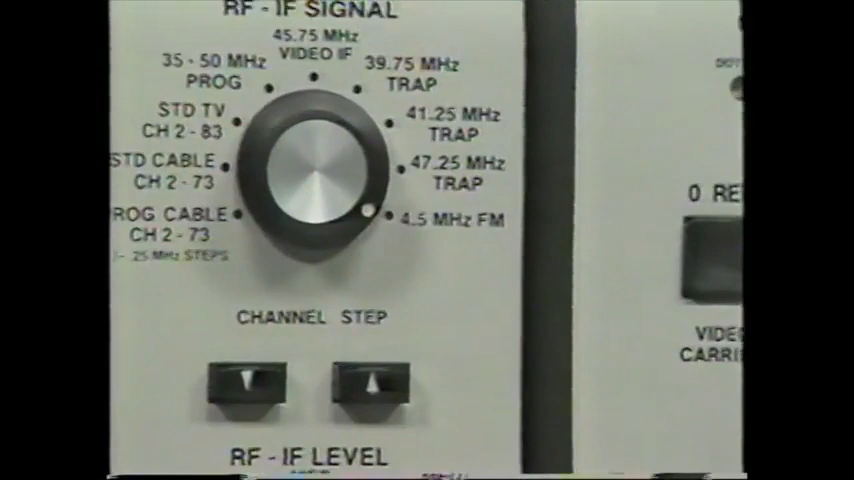 RF - IF SIGNAL
45.75 MHz
VIDEO IF
35 - 50 MHz
PROG
39.75 MHz
TRAP
STD TV
CH 2 - 83
41.25 MHz
TRAP
STD CABLE
CH 2 - 73
47.25 MHz
TRAP
ROG CABLE
CH 2 - 73
- .25 MHz STEPS
4.5 MHz FM
CHANNEL STEP
RF - IF LEVEL
0 RE
VIDEO
CARRI